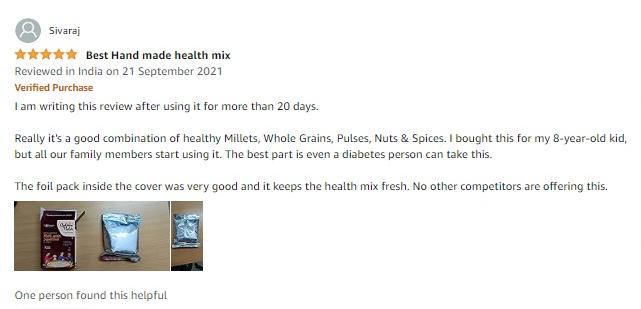 Sivaraj
Best Hand made health mix
Reviewed in India on 21 September 2021
Verified Purchase
I am writing this review after using it for more than 20 days.
Really it's a good combination of healthy Millets, Whole Grains, Pulses, Nuts & Spices. I bought this for my 8-year-old kid,
but all our family members start using it. The best part is even a diabetes person can take this.
The foil pack inside the cover was very good and it keeps the health mix fresh. No other competitors are offering this.
One person found this helpful